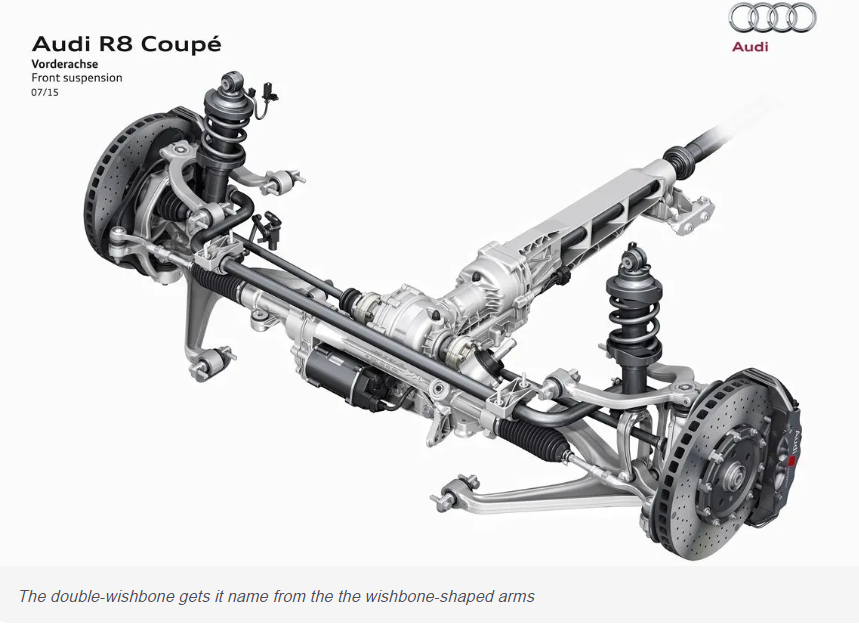 Audi R8 Coupé
Vorderachse
Front suspension
07/15
Audi
Audi
The double-wishbone gets it name from the the wishbone-shaped arms